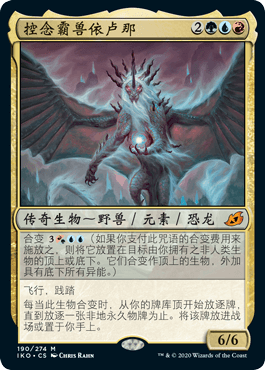 控念霸兽依卢那 2
传奇生物～野兽／元素／恐龙
合变 3（如果你支付此咒语的合变费用来
施放之，则将它放置在目标由你拥有之非人类生
物的顶上或底下。它们合变作顶上的生物，外加
具有底下所有异能。）
飞行，践踏
每当此生物合变时，从你的牌库顶开始放逐牌，
直到放逐一张非地永久物牌为止。将该牌放进战
场或置于你手上。
6/6
190/274 M
IKO • CS CHRIS RAHN
™ & © 2020 Wizards of the Coast